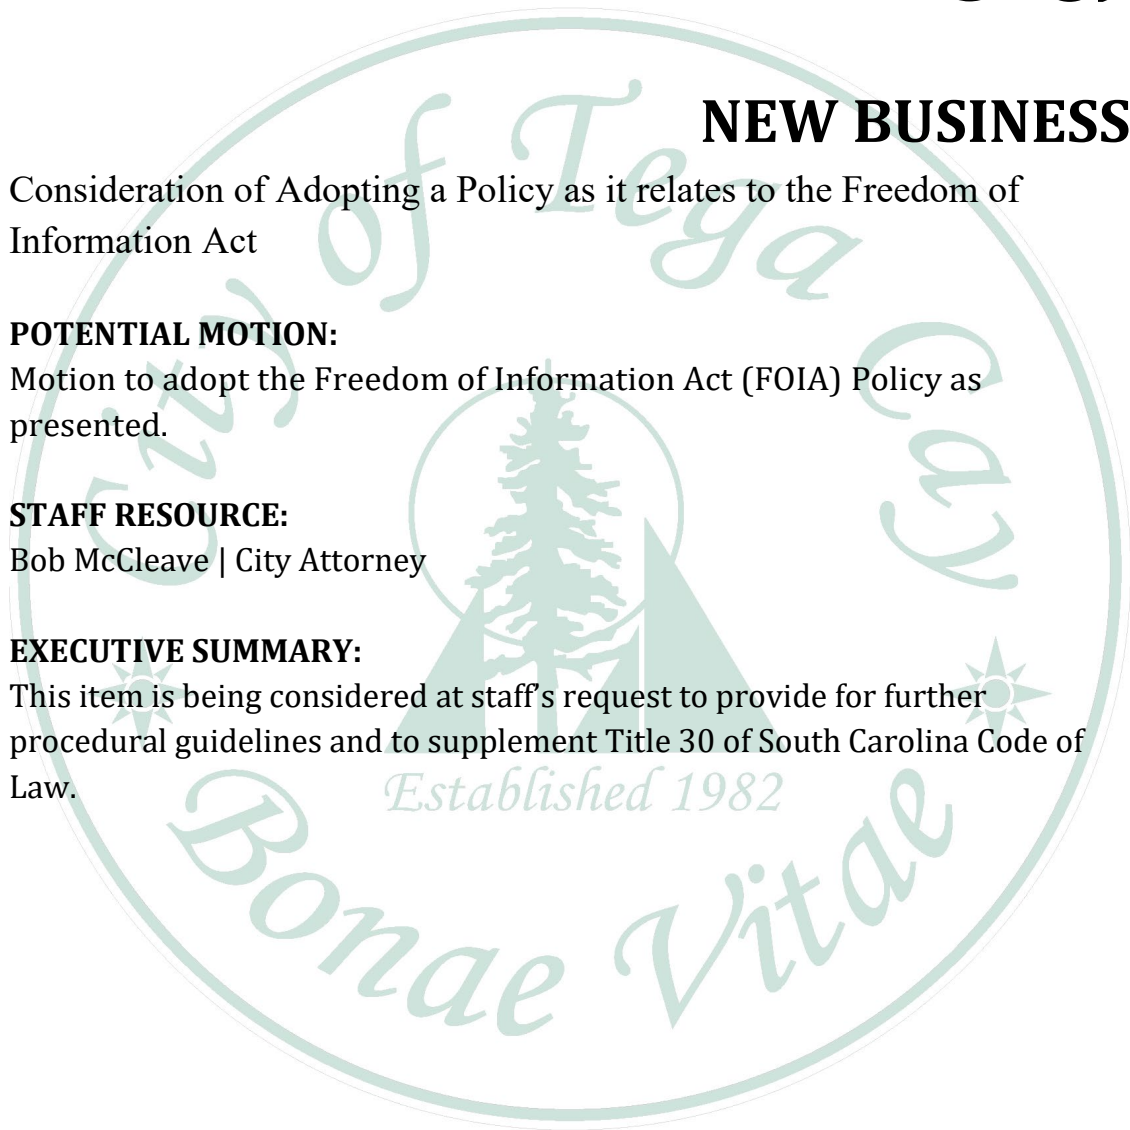 NEW BUSINESS
Consideration of Adopting a Policy as it relates to the Freedom of
Information Act
POTENTIAL MOTION:
Motion to adopt the Freedom of Information Act (FOIA) Policy as
presented.
STAFF RESOURCE:
Bob McCleave | City Attorney
EXECUTIVE SUMMARY:
This item is being considered at staff’s request to provide for further
procedural guidelines and to supplement Title 30 of South Carolina Code of
Law.
City of Tega Cay
Established 1982
Bonae Vitae